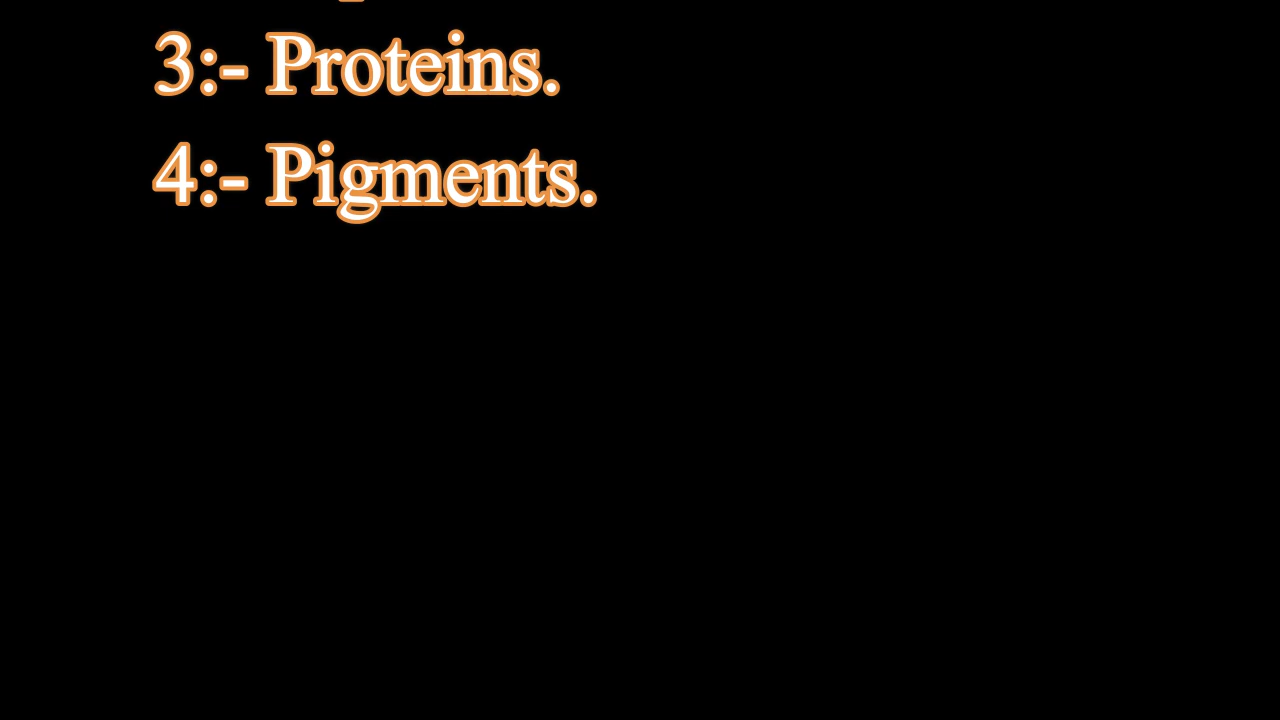 3:- Proteins.
4:- Pigments.